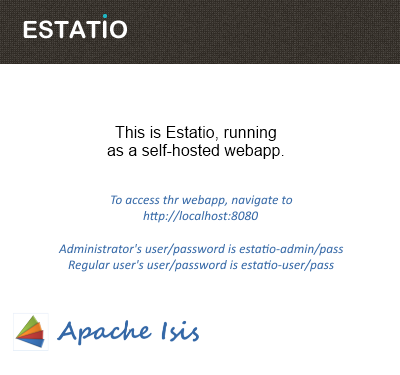 ESTATIO
This is Estatio, running
as a self-hosted webapp.
To access thr webapp, navigate to
http://localhost:8080
Administrator's user/password is estatio-admin/pass
Regular user's user/password is estatio-user/pass
Apache Isis